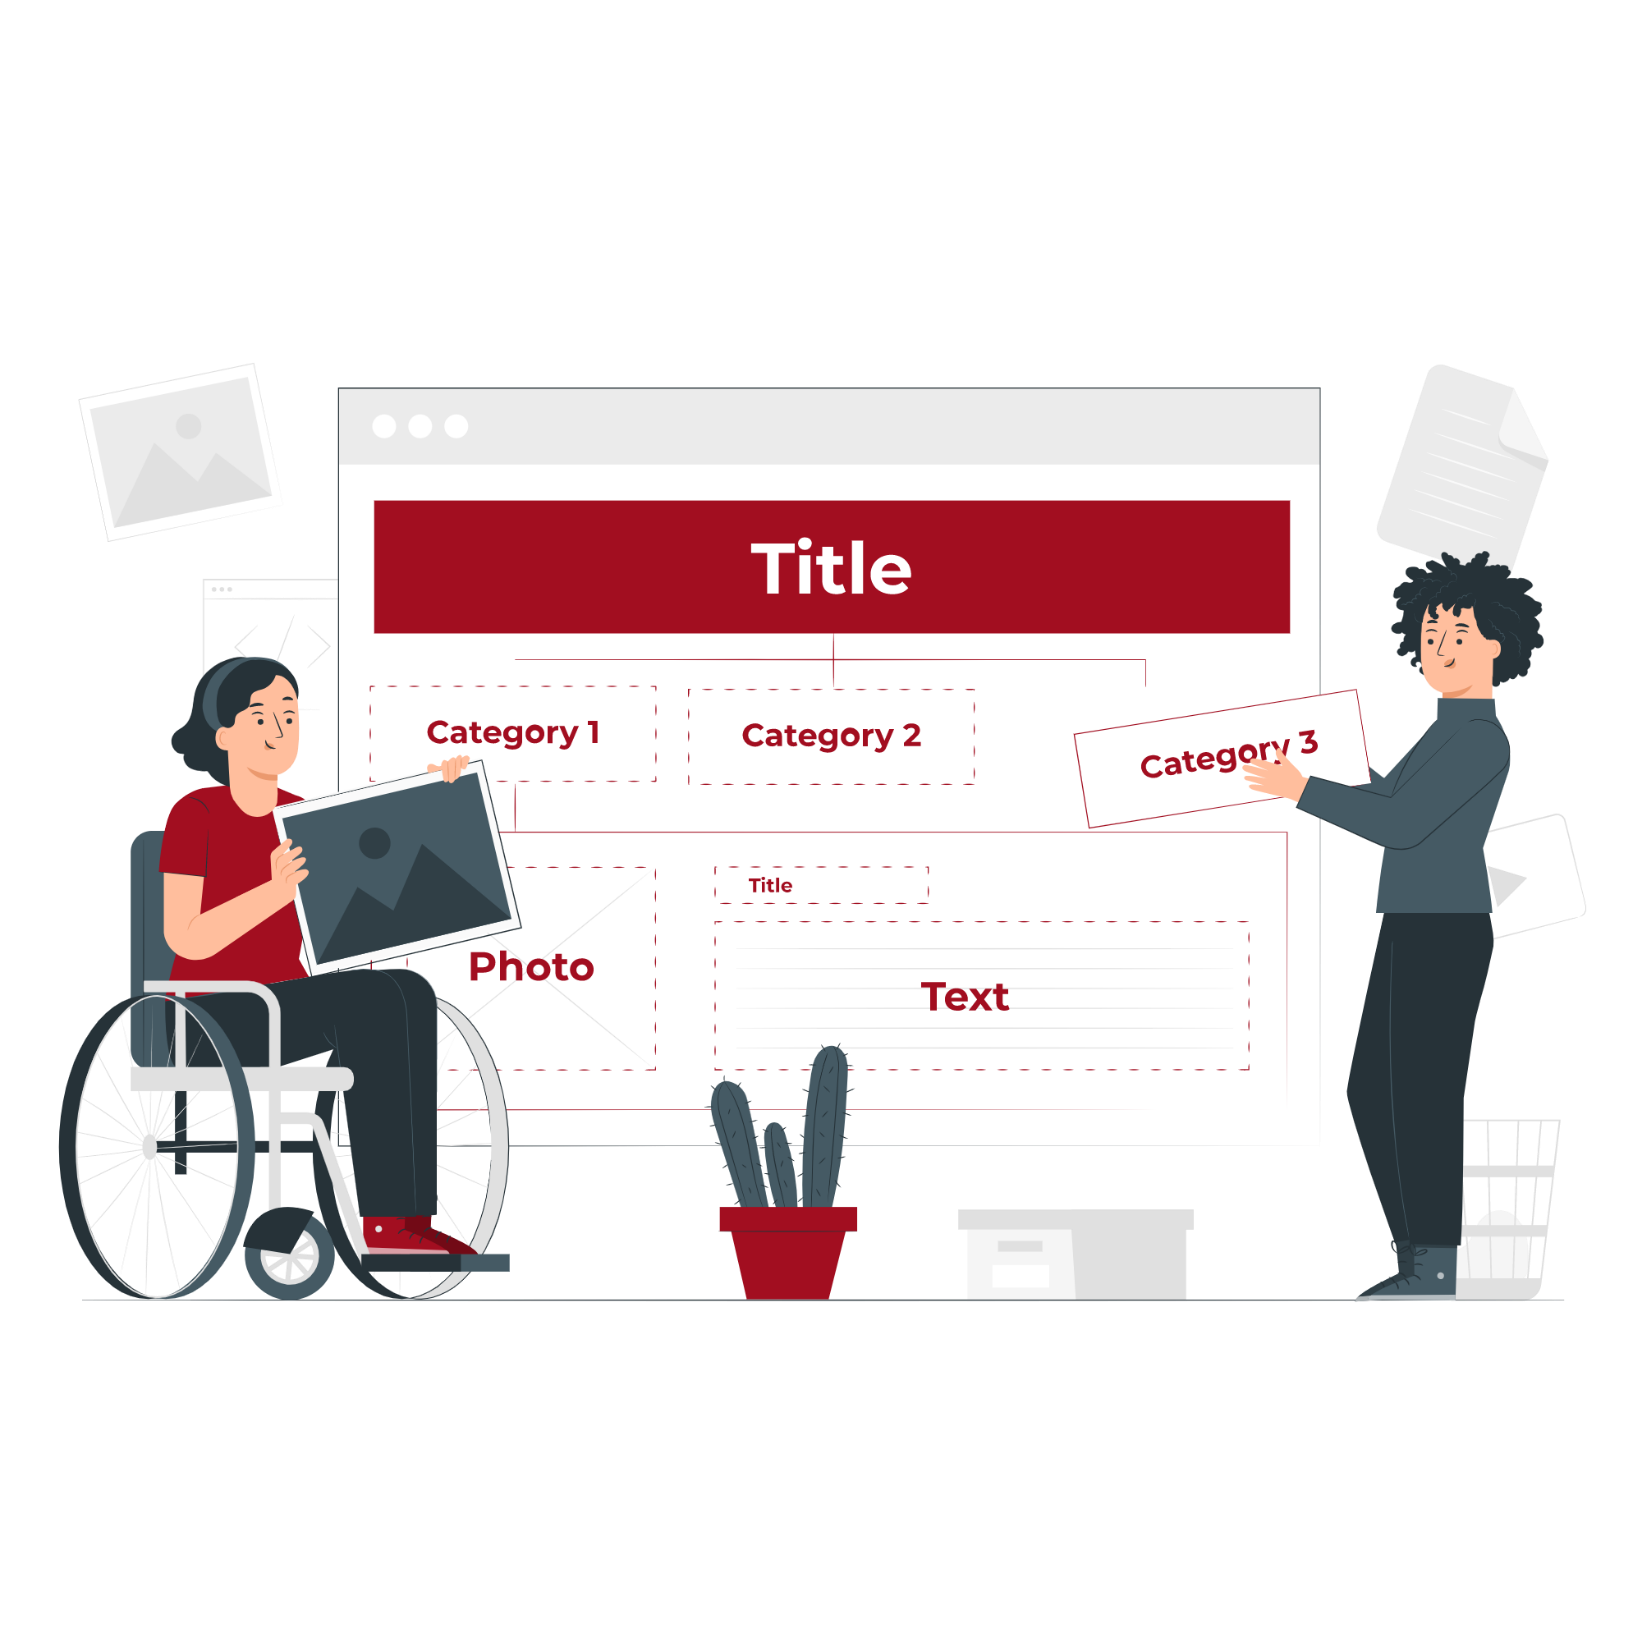 Title
Category 1
Category 2
Category 3
Title
Photo
Text